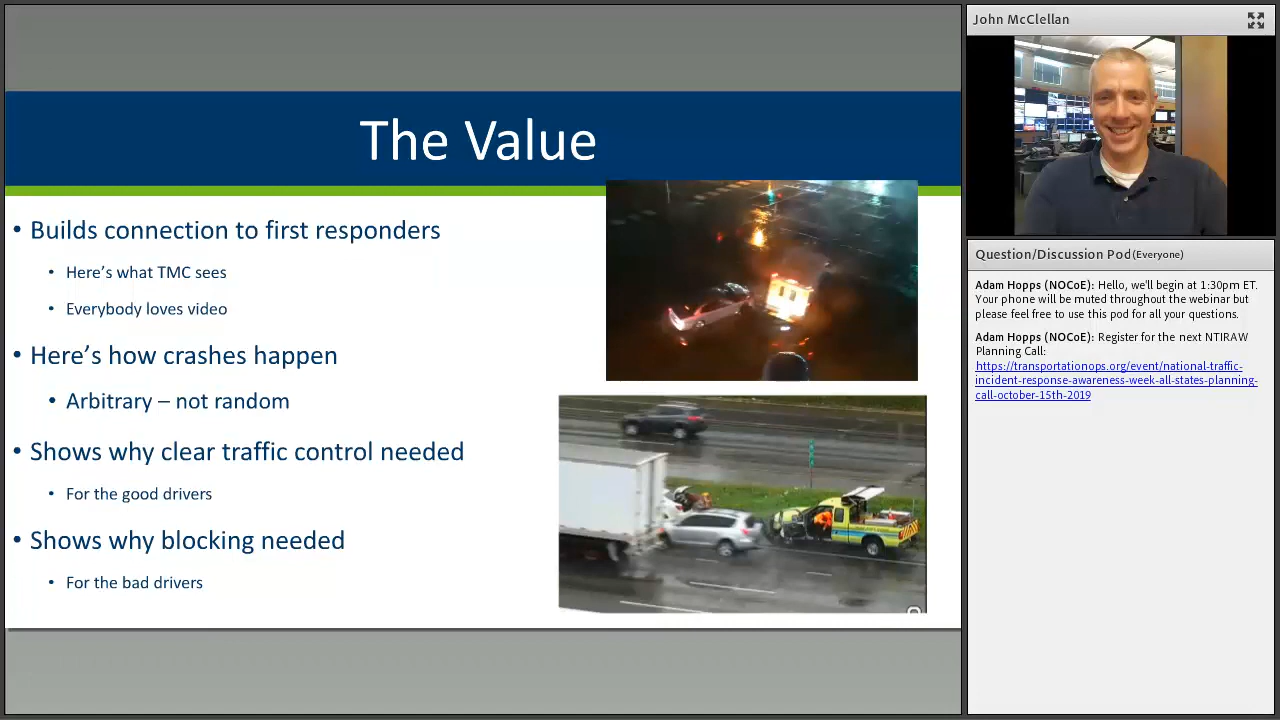 The Value
• Builds connection to first responders
• Here's what TMC sees
• Everybody loves video
• Here's how crashes happen
• Arbitrary – not random
• Shows why clear traffic control needed
• For the good drivers
• Shows why blocking needed
• For the bad drivers
John McClellan
Question/Discussion Pod (Everyone)
Adam Hopps (NOCoE): Hello, we'll begin at 1:30pm ET.
Your phone will be muted throughout the webinar but
please feel free to use this pod for all your questions.
Adam Hopps (NOCoE): Register for the next NTIRAW
Planning Call:
https://transportationops.org/event/national-traffic-
incident-response-awareness-week-all-states-planning-
call-october-15th-2019